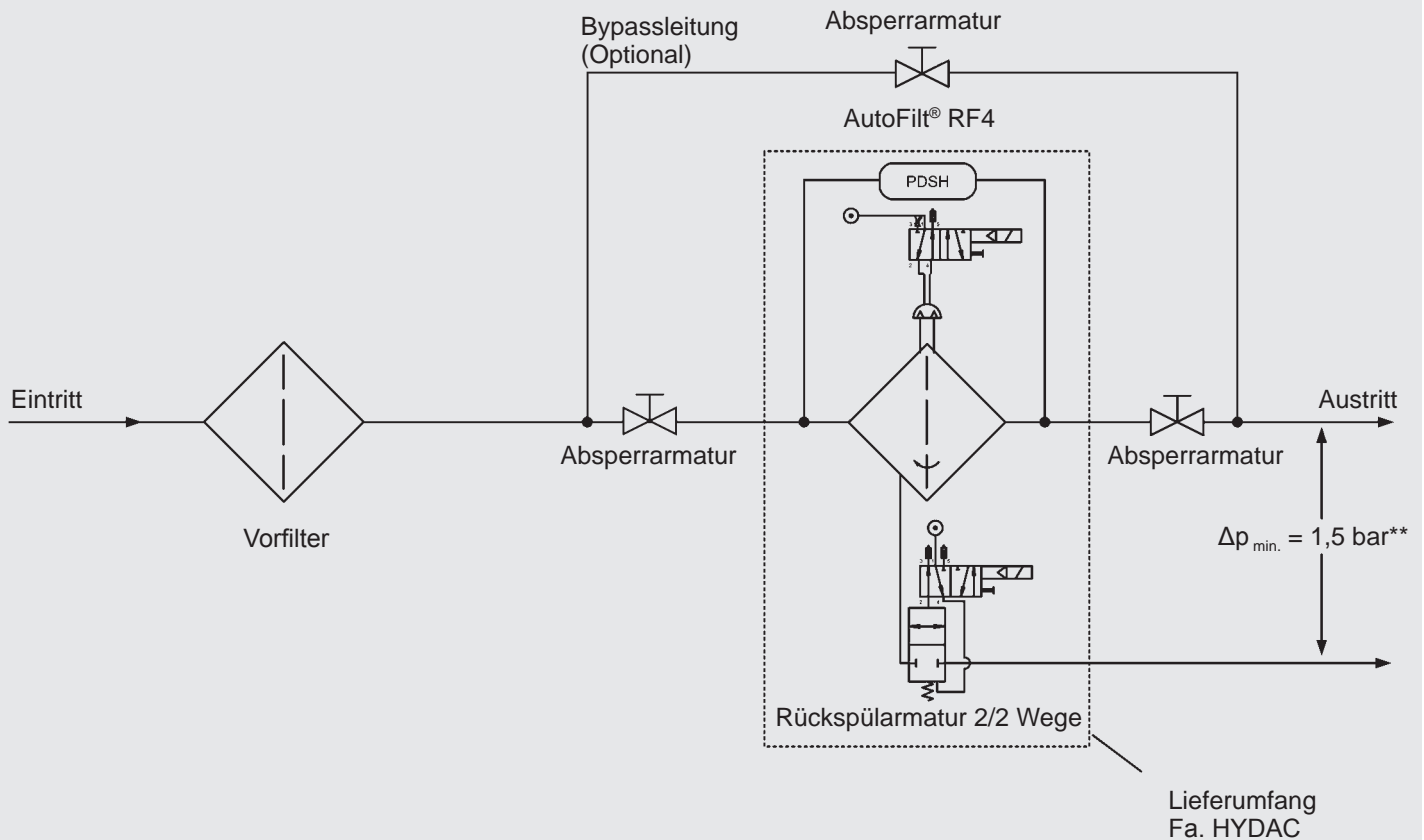 Bypassleitung
(Optional)
Absperrarmatur
AutoFilt® RF4
PDSH
Eintritt
Austritt
Absperrarmatur
Absperrarmatur
Vorfilter
Δp min. = 1,5 bar**
Rückspülarmatur 2/2 Wege
Lieferumfang
Fa. HYDAC